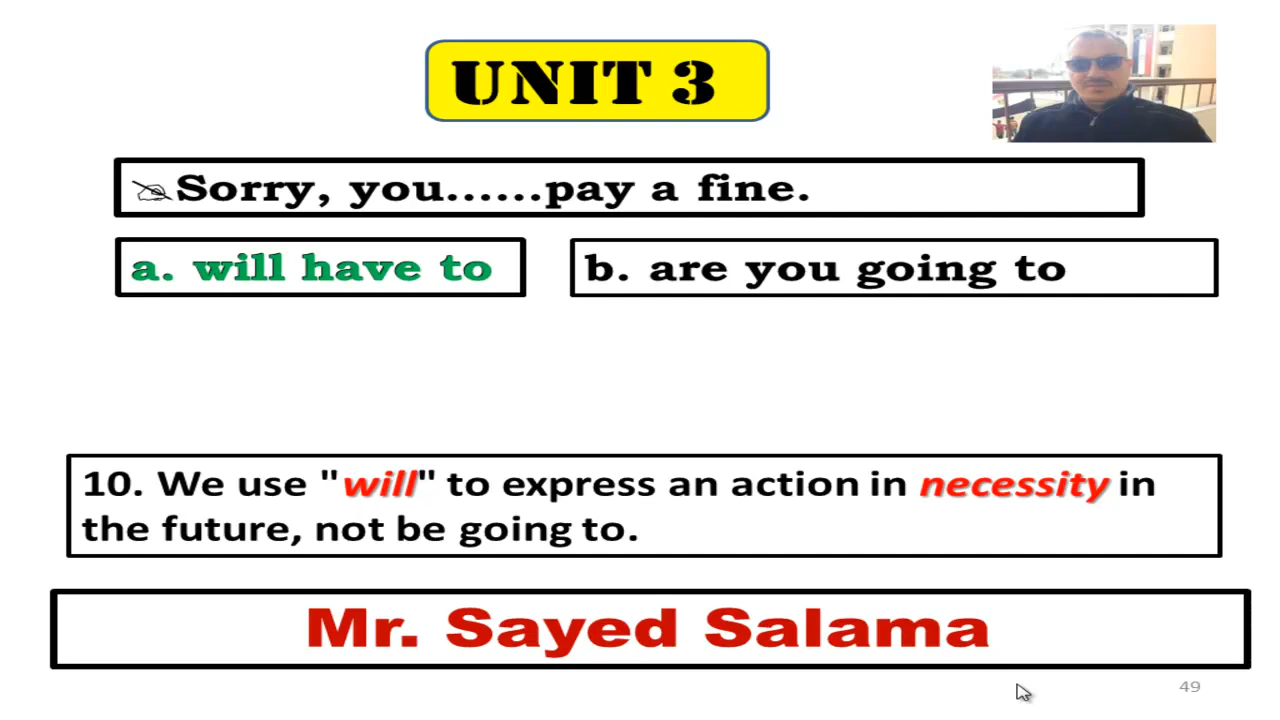 UNIT 3
Sorry, you......pay a fine.
a. will have to
b. are you going to
10. We use "will" to express an action in necessity in
the future, not be going to.
Mr. Sayed Salama
49